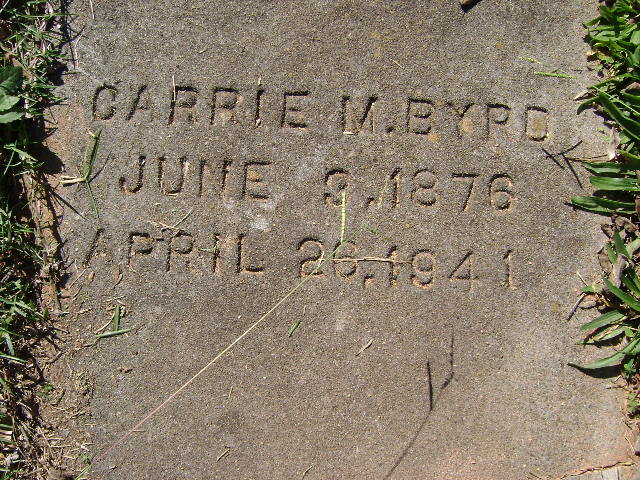 CARRIE M. BYRD
JUNE 9, 1876
APRIL 26, 1941